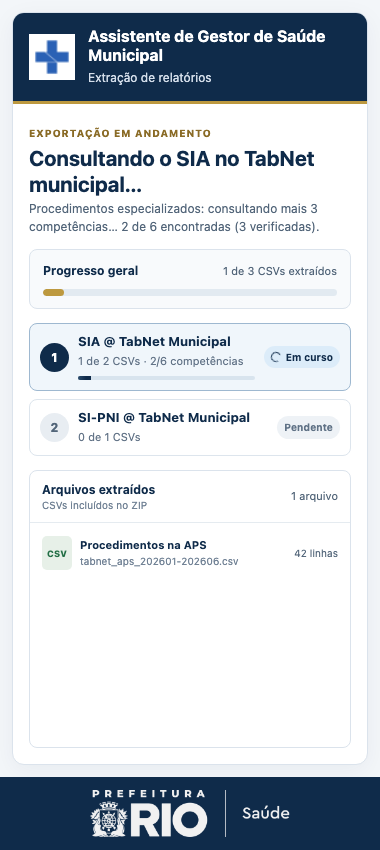 Assistente de Gestor de Saúde
Municipal
Extração de relatórios
EXPORTAÇÃO EM ANDAMENTO
Consultando o SIA no TabNet
municipal...
Procedimentos especializados: consultando mais 3
competências... 2 de 6 encontradas (3 verificadas).
Progresso geral
1 de 3 CSVs extraídos
1
SIA @ TabNet Municipal
1 de 2 CSVs · 2/6 competências
Em curso
2
SI-PNI @ TabNet Municipal
0 de 1 CSVs
Pendente
Arquivos extraídos
CSVs incluídos no ZIP
1 arquivo
CSV
Procedimentos na APS
tabnet_aps_202601-202606.csv
42 linhas
PREFEITURA
RIO
Saúde